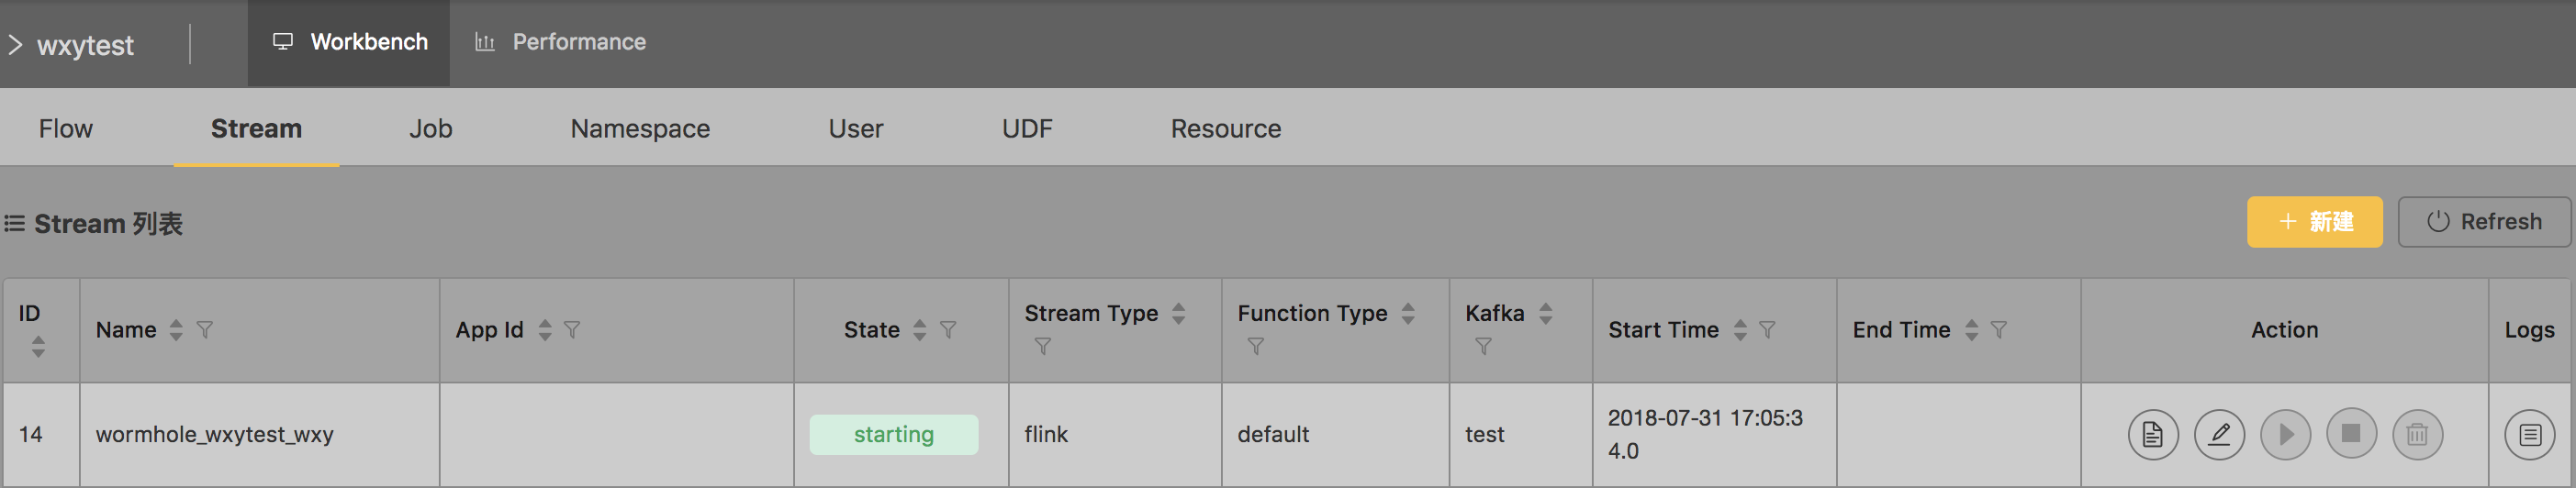 wxytest
Workbench
Performance
Flow
Stream
Job
Namespace
User
UDF
Resource
Stream 列表
新建
Refresh
ID
Name
App Id
State
Stream Type
Function Type
Kafka
Start Time
End Time
Action
Logs
14
wormhole_wxytest_wxy
starting
flink
default
test
2018-07-31 17:05:3
4.0